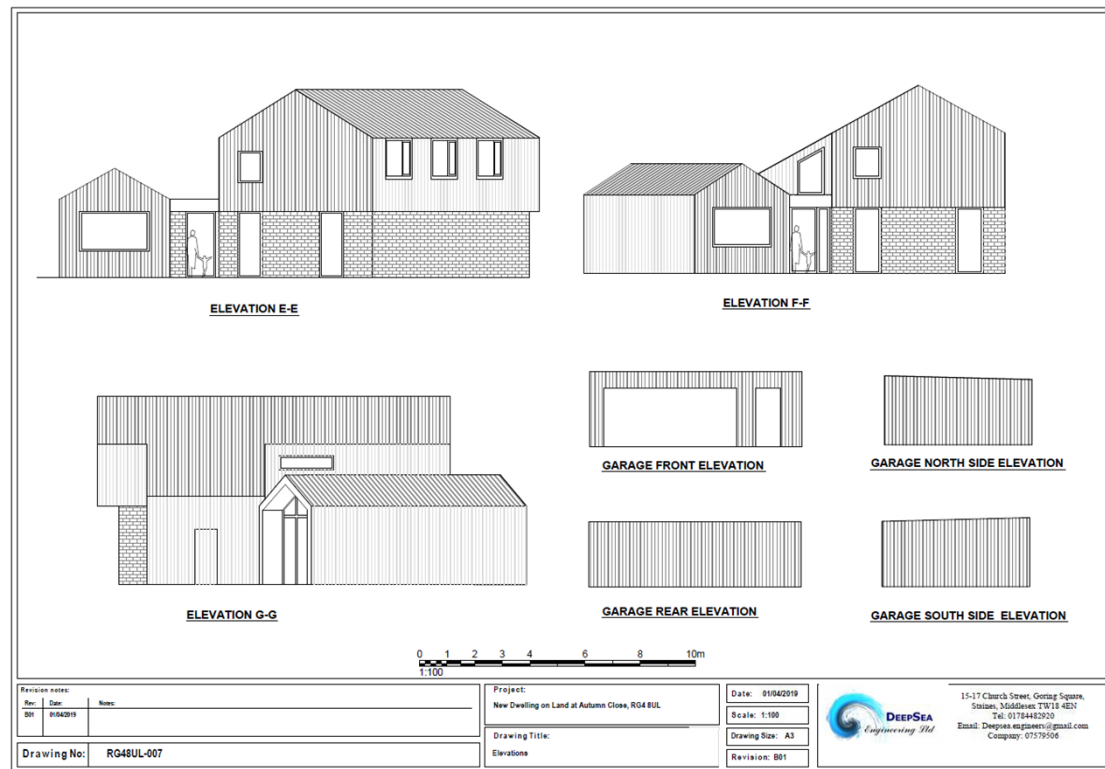 ELEVATION E-E
ELEVATION F-F
ELEVATION G-G
GARAGE FRONT ELEVATION
GARAGE NORTH SIDE ELEVATION
GARAGE REAR ELEVATION
GARAGE SOUTH SIDE ELEVATION
0 1 2 3 4 6 8 10m
1:100
Revision notes:
Rev: Date: Notes:
B01 01/04/2019
Drawing No: RG48UL-007
Project:
New Dwelling on Land at Autumn Close, RG4 8UL
Drawing Title:
Elevations
Date: 01/04/2019
Scale: 1:100
Drawing Size: A3
Revision: B01
DEEPSEA
Engineering Ltd
15-17 Church Street, Goring Square,
Staines, Middlesex TW18 4EN
Tel: 01784482920
Email: Deepsea.engineers@gmail.com
Company: 07579506